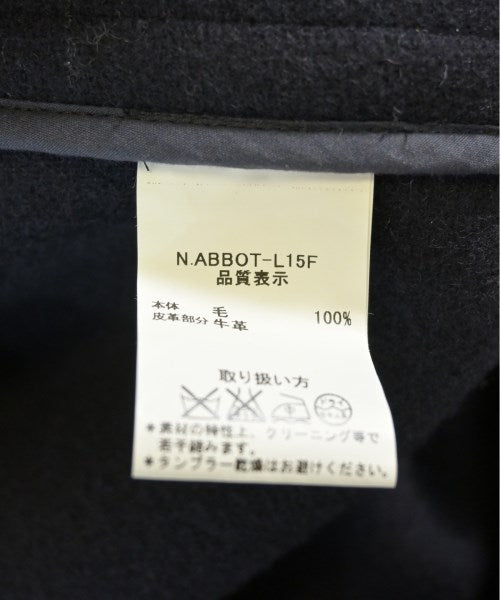 N.ABBOT-L15F
品質表示
本体 毛 100%
皮革部分 牛革
取り扱い方
＊素材の特性上、クリーニング等で
若干縮みます。
＊タンブラー乾燥はお避けください。